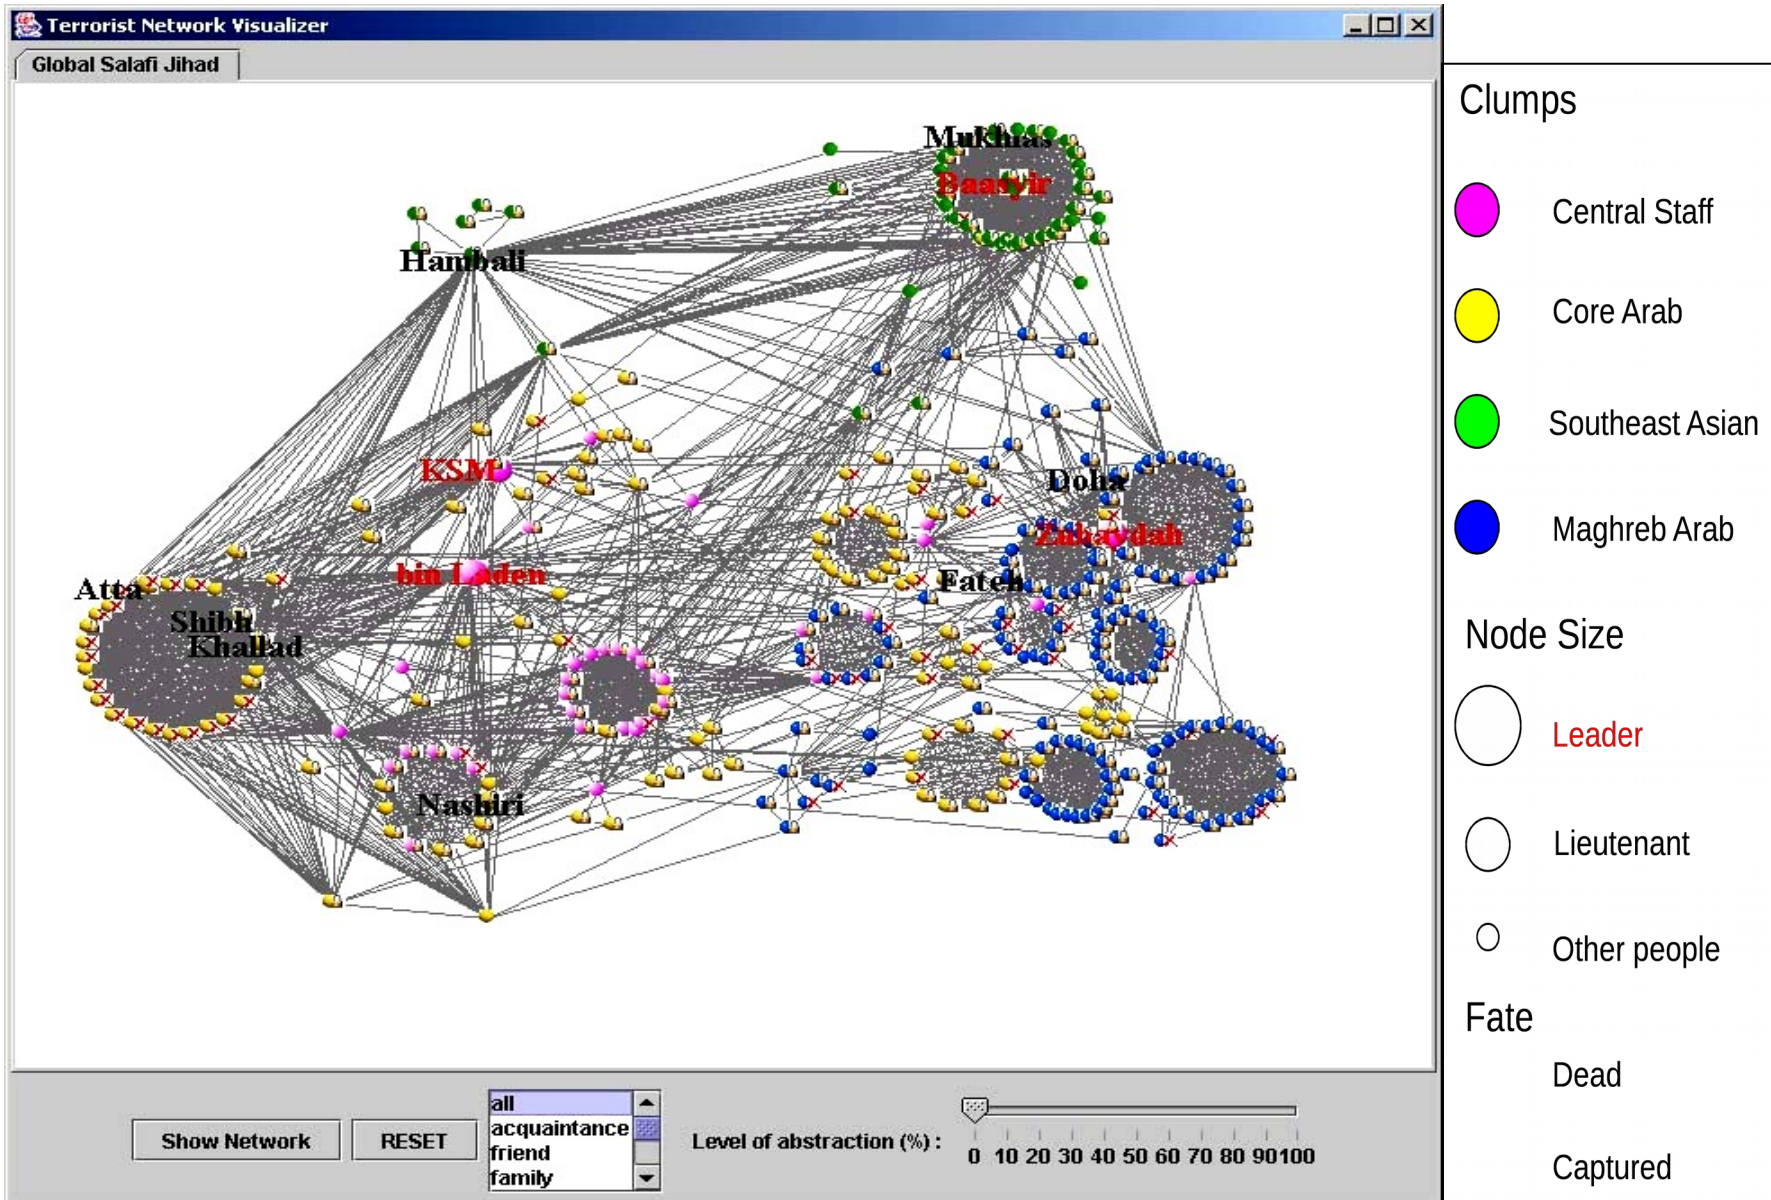 Terrorist Network Visualizer
Global Salafi Jihad
Mukhlas
Baasyir
Hambali
KSM
Doha
Zubaydah
bin Laden
Fateh
Atta
Shibh
Khallad
Nashiri
Show Network
RESET
all
acquaintance
friend
family
Level of abstraction (%) :
0 10 20 30 40 50 60 70 80 90 100
Clumps
Central Staff
Core Arab
Southeast Asian
Maghreb Arab
Node Size
Leader
Lieutenant
Other people
Fate
Dead
Captured